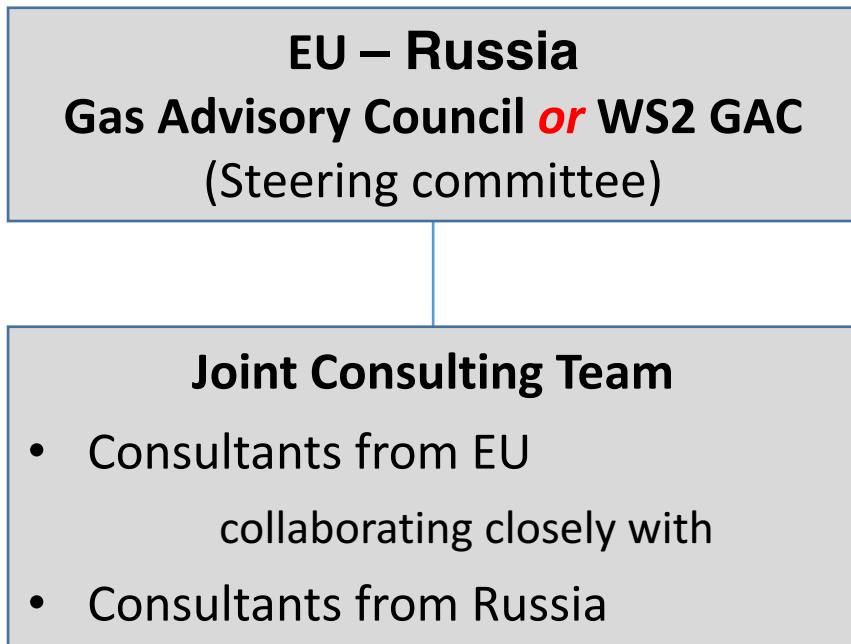 EU – Russia
Gas Advisory Council or WS2 GAC
(Steering committee)
Joint Consulting Team
• Consultants from EU
collaborating closely with
• Consultants from Russia